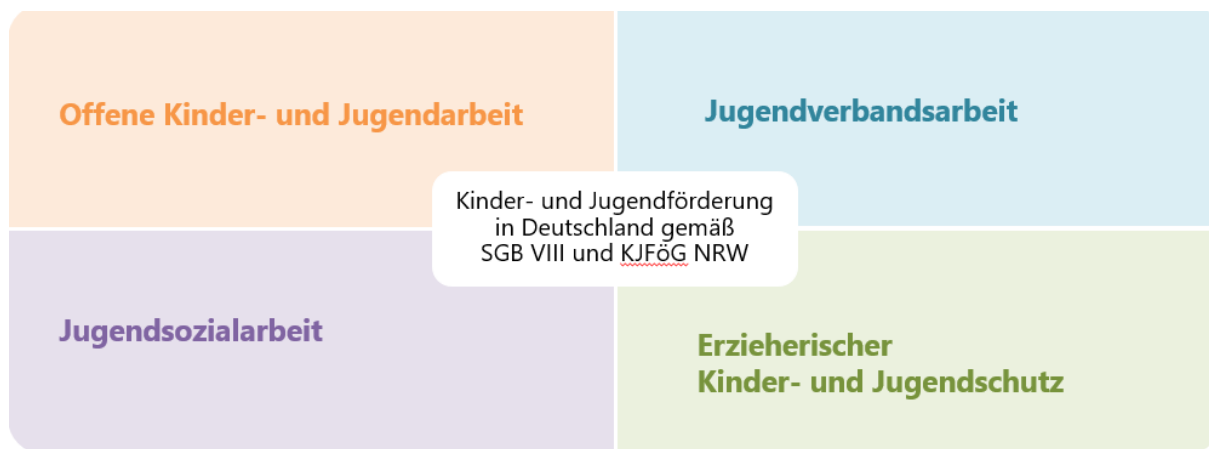 Offene Kinder- und Jugendarbeit
Jugendverbandsarbeit
Kinder- und Jugendförderung
in Deutschland gemäß
SGB VIII und KJFöG NRW
Jugendsozialarbeit
Erzieherischer
Kinder- und Jugendschutz